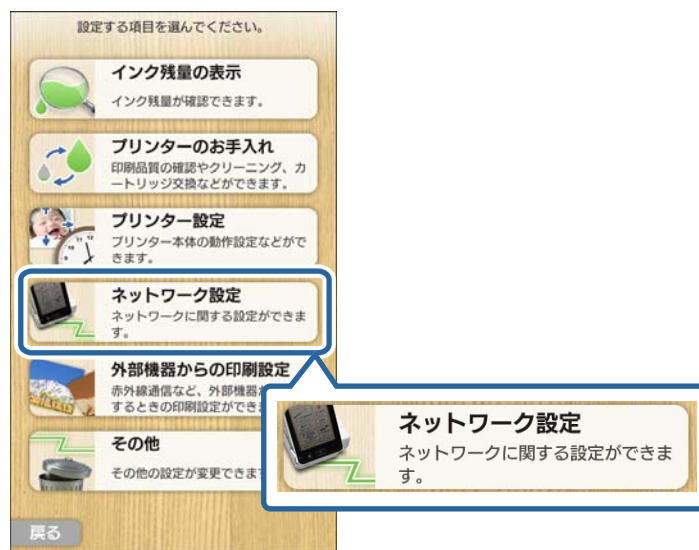 設定する項目を選んでください。
インク残量の表示
インク残量が確認できます。
プリンターのお手入れ
印刷品質の確認やクリーニング、カ
ートリッジ交換などができます。
プリンター設定
プリンター本体の動作設定などがで
きます。
ネットワーク設定
ネットワークに関する設定ができま
す。
外部機器からの印刷設定
赤外線通信など、外部機器
するときの印刷設定ができ
その他
その他の設定が変更できます
戻る
ネットワーク設定
ネットワークに関する設定ができま
す。